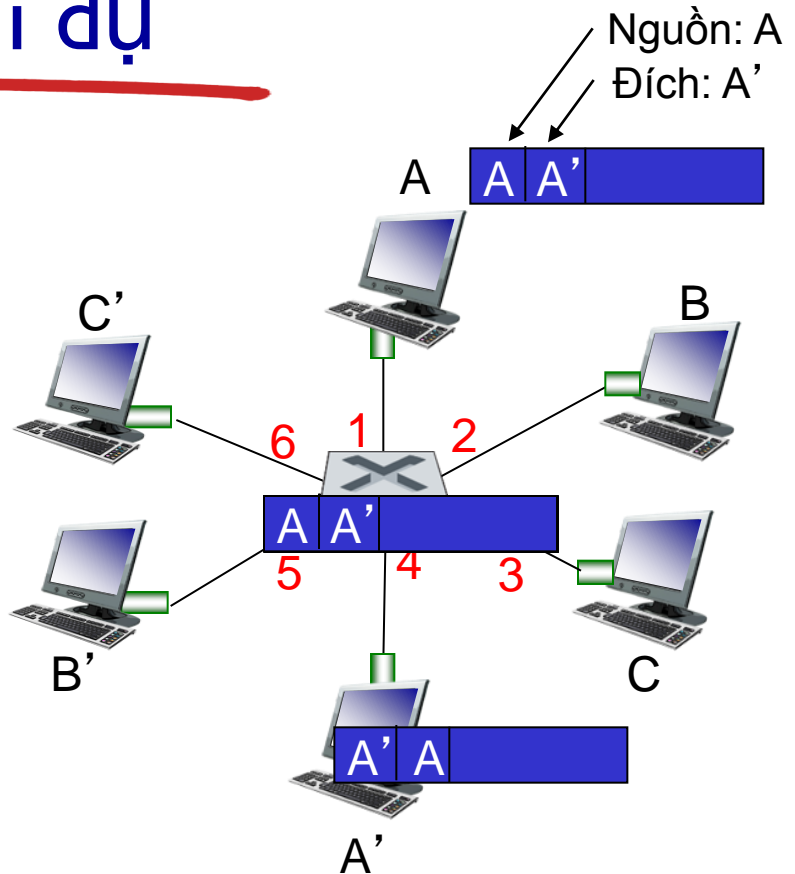 í dụ
Nguồn: A
Đích: A’
A
A A’
C’
B
6 1 2
A A’
5 4 3
B’
C
A’ A
A’